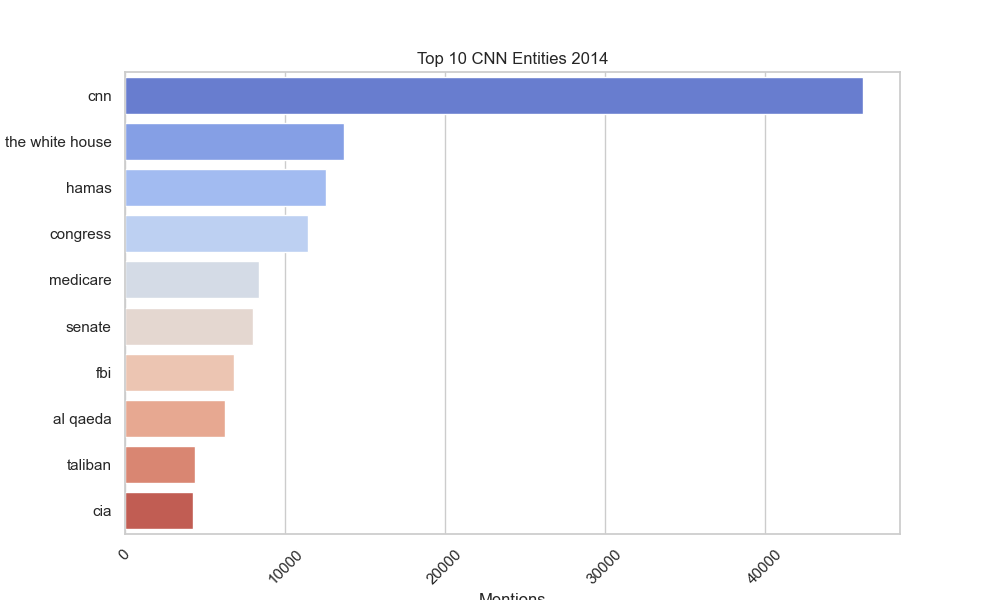 Top 10 CNN Entities 2014
cnn
the white house
hamas
congress
medicare
senate
fbi
al qaeda
taliban
cia
0
10000
20000
30000
40000
Mentions